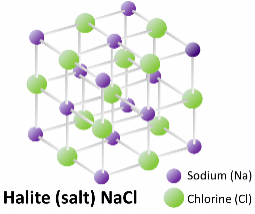 Sodium (Na)
Halite (salt) NaCl
Chlorine (Cl)